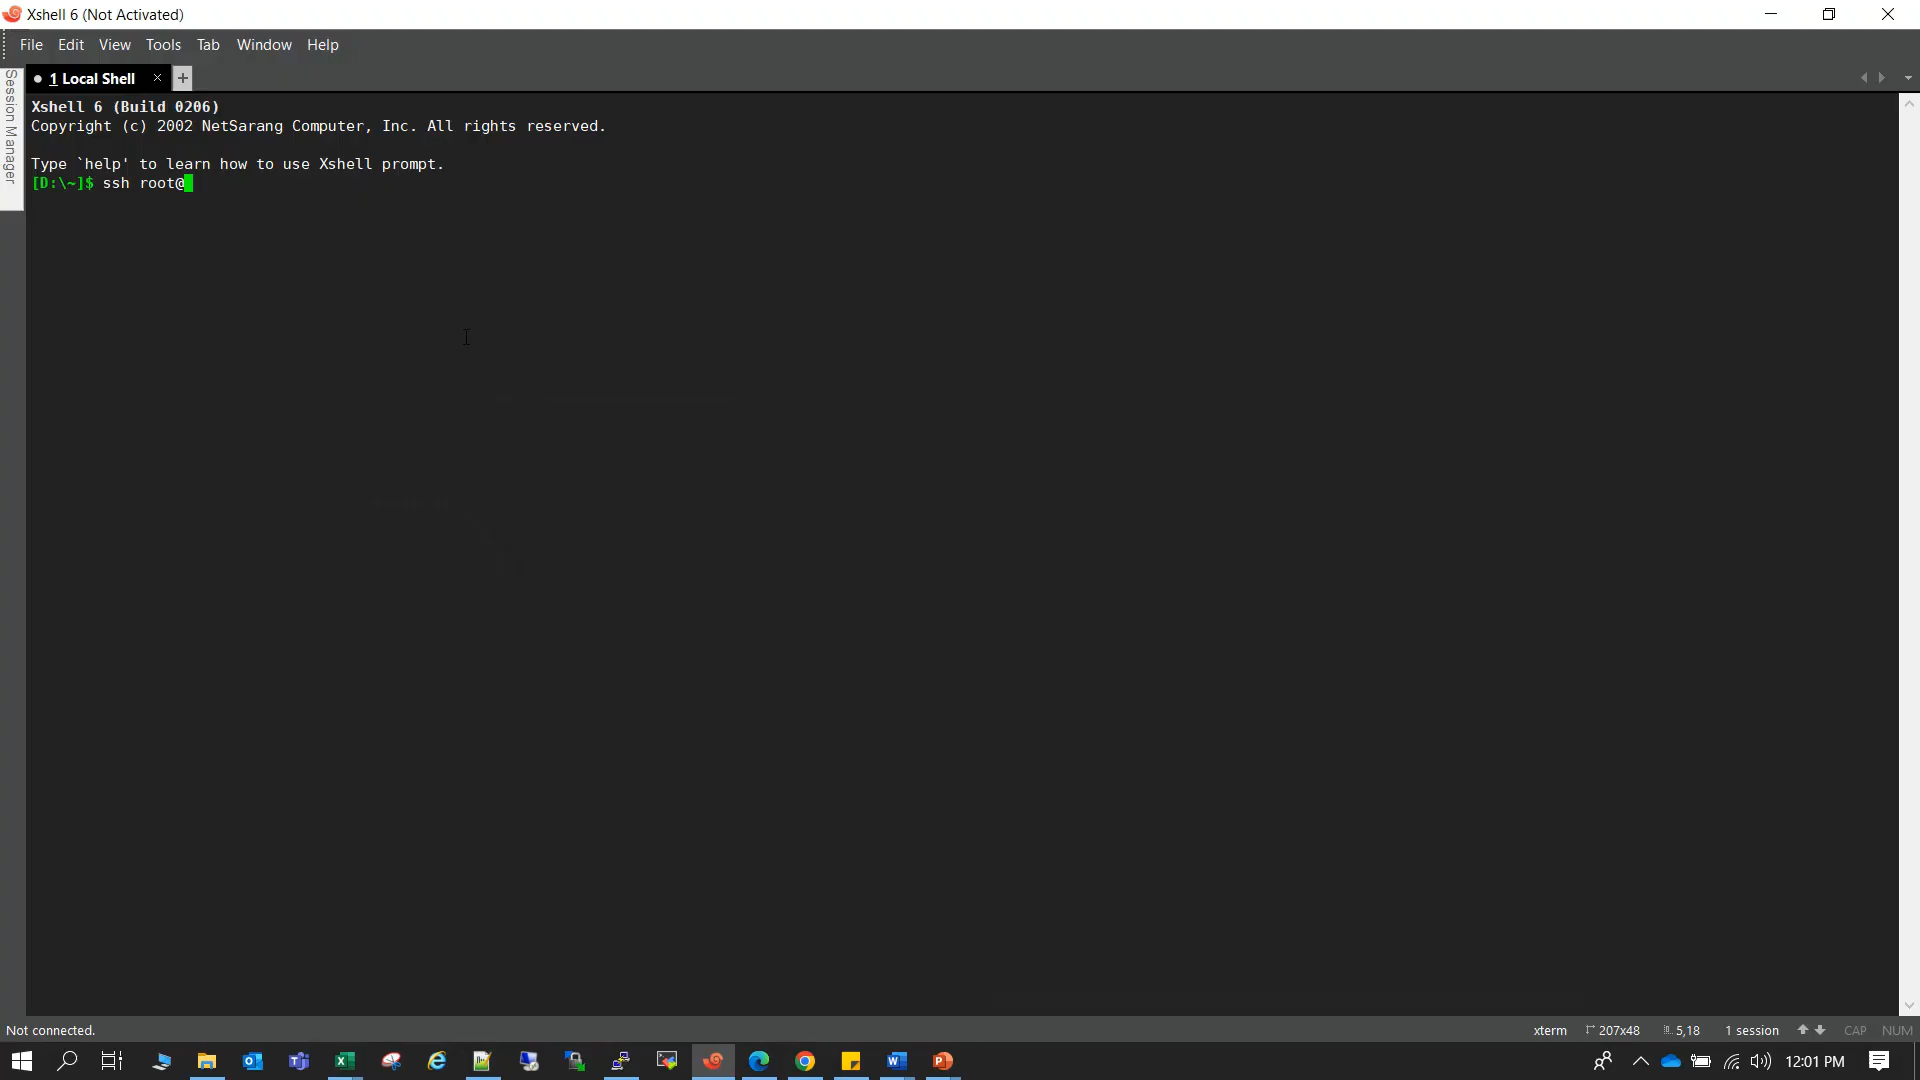 Xshell 6 (Not Activated)
File Edit View Tools Tab Window Help
1 Local Shell
Session Manager
Xshell 6 (Build 0206)
Copyright (c) 2002 NetSarang Computer, Inc. All rights reserved.
Type `help' to learn how to use Xshell prompt.
[D:\~]$ ssh root@
Not connected.
xterm 207x48 5,18 1 session CAP NUM
12:01 PM